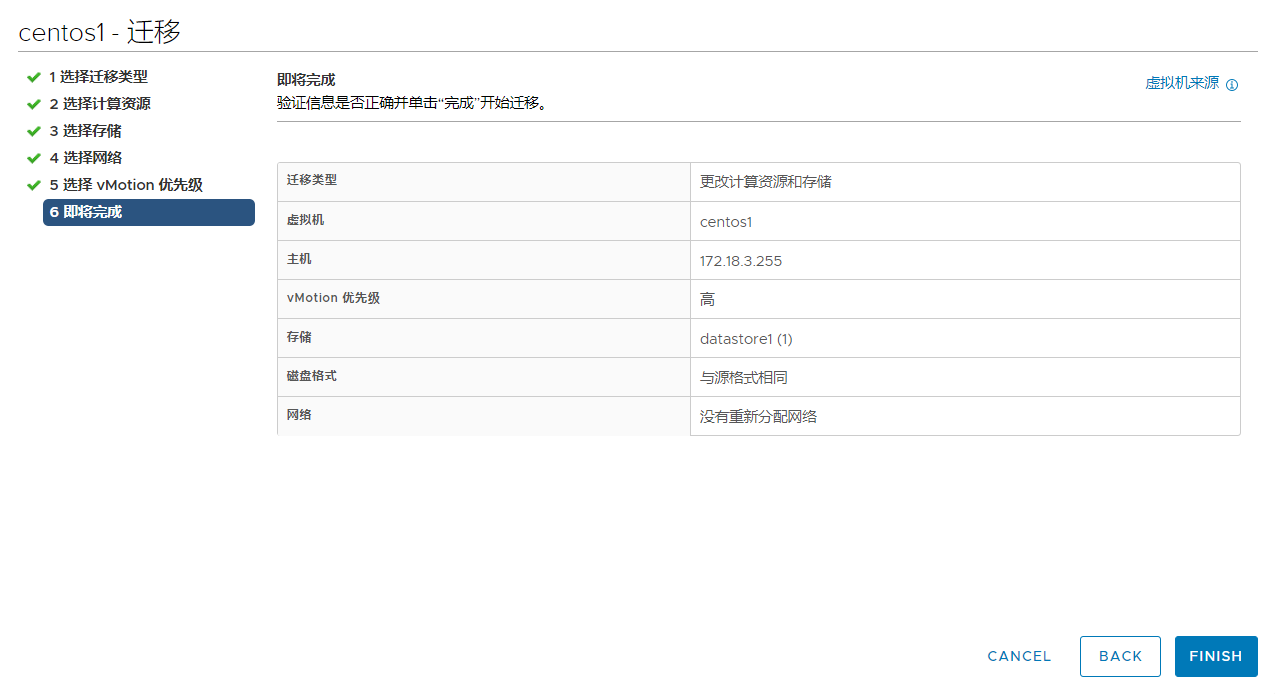 centos1 - 迁移
1 选择迁移类型
2 选择计算资源
3 选择存储
4 选择网络
5 选择 vMotion 优先级
6 即将完成
即将完成
验证信息是否正确并单击“完成”开始迁移。
虚拟机来源
迁移类型 更改计算资源和存储
虚拟机 centos1
主机 172.18.3.255
vMotion 优先级 高
存储 datastore1 (1)
磁盘格式 与源格式相同
网络 没有重新分配网络
CANCEL BACK FINISH